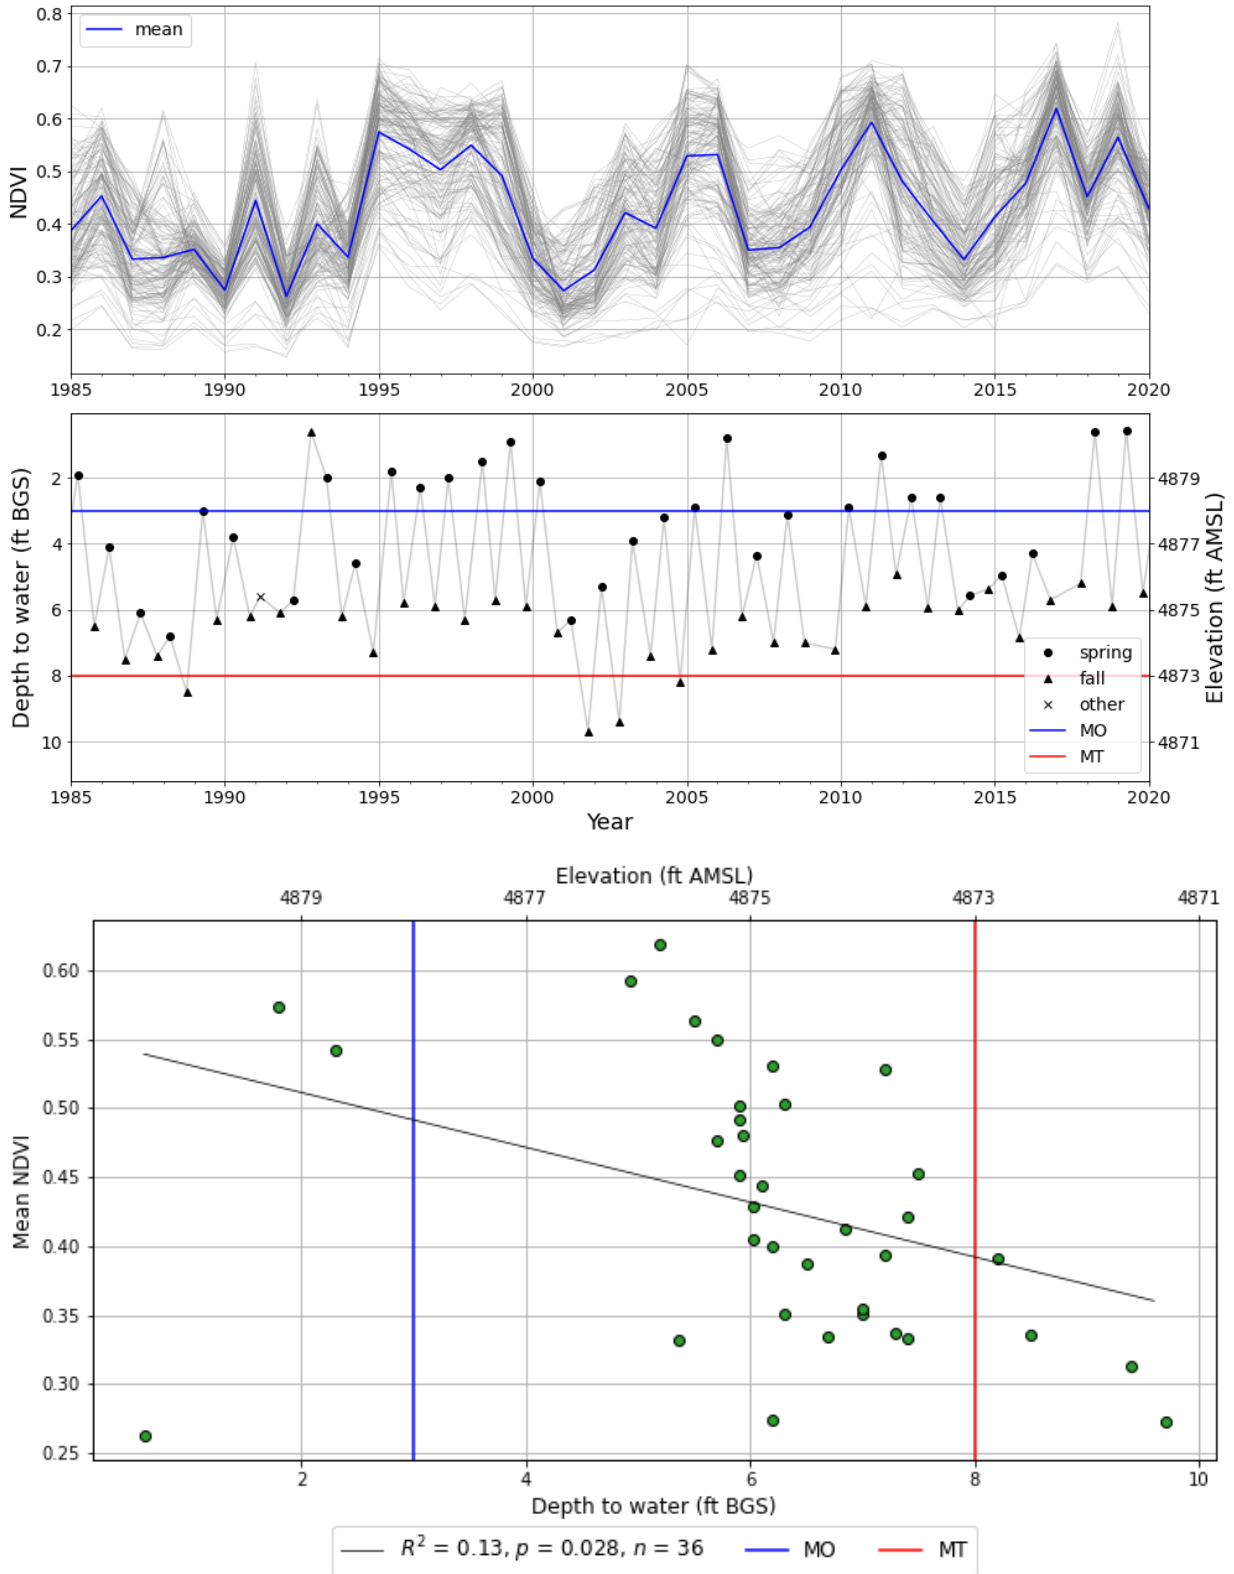 0.8
mean
0.7
0.6
0.5
0.4
0.3
0.2
NDVI
1985 1990 1995 2000 2005 2010 2015 2020
2 4879
4 4877
6 4875
8 4873
10 4871
Depth to water (ft BGS)
Elevation (ft AMSL)
spring
fall
other
MO
MT
1985 1990 1995 2000 2005 2010 2015 2020
Year
Elevation (ft AMSL)
4879 4877 4875 4873 4871
0.60
0.55
0.50
0.45
0.40
0.35
0.30
0.25
Mean NDVI
2 4 6 8 10
Depth to water (ft BGS)
R² = 0.13, p = 0.028, n = 36 MO MT